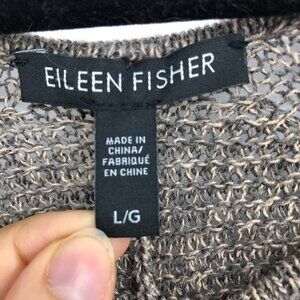 EILEEN FISHER
MADE IN
CHINA/
FABRIQUÉ
EN CHINE
L/G